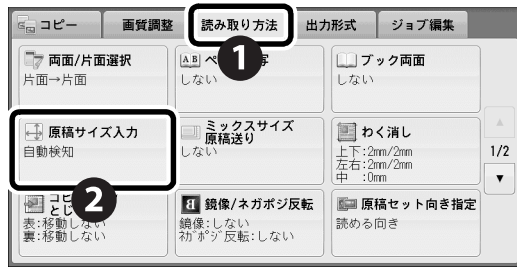 コピー
画質調整
読み取り方法
出力形式
ジョブ編集
1
両面/片面選択
片面→片面
しない
ブック両面
しない
原稿サイズ入力
自動検知
2
ミックスサイズ
原稿送り
しない
わく消し
上下:2mm/2mm
左右:2mm/2mm
中 :0mm
1/2
表:移動しない
裏:移動しない
鏡像/ネガポジ反転
鏡像:しない
ネガポジ反転:しない
原稿セット向き指定
読める
向き